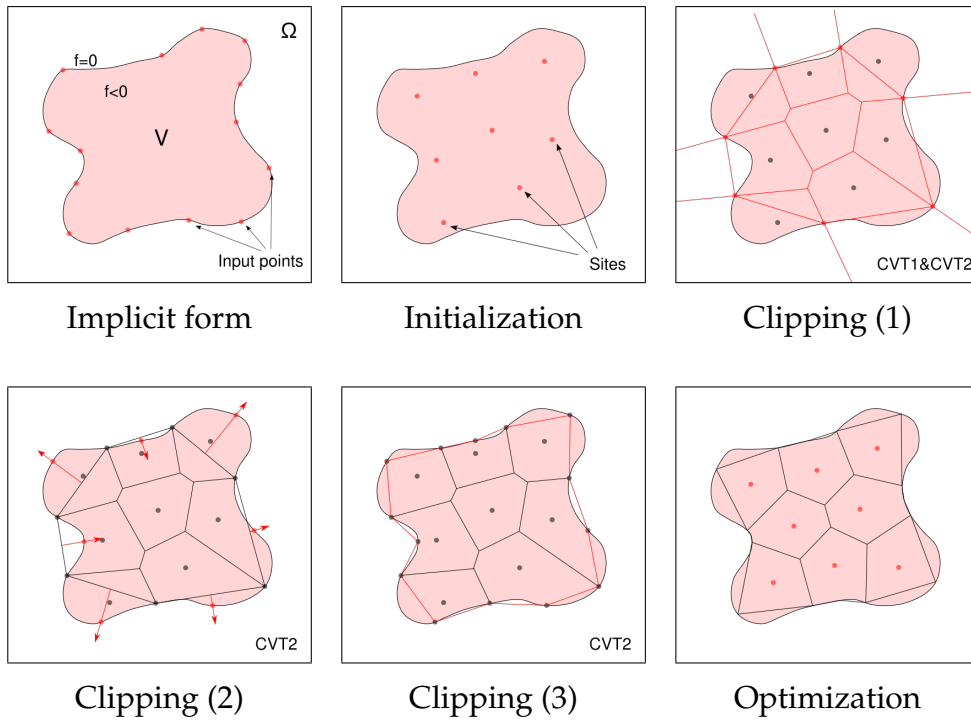 Ω
f=0
f<0
V
Input points
Sites
CVT1&CVT2
Implicit form
Initialization
Clipping (1)
CVT2
CVT2
Clipping (2)
Clipping (3)
Optimization